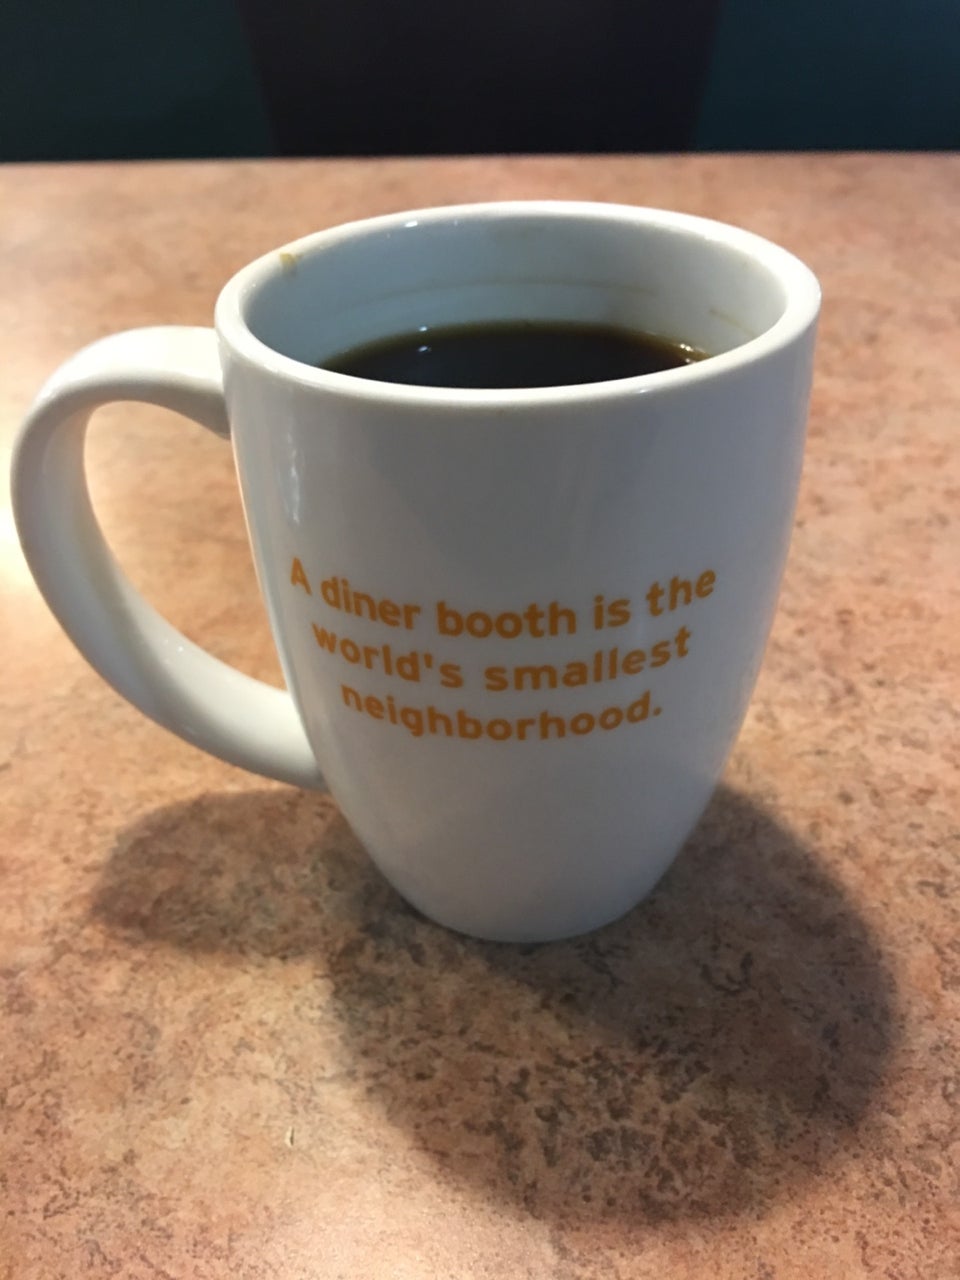 A diner booth is the
world's smallest
neighborhood.